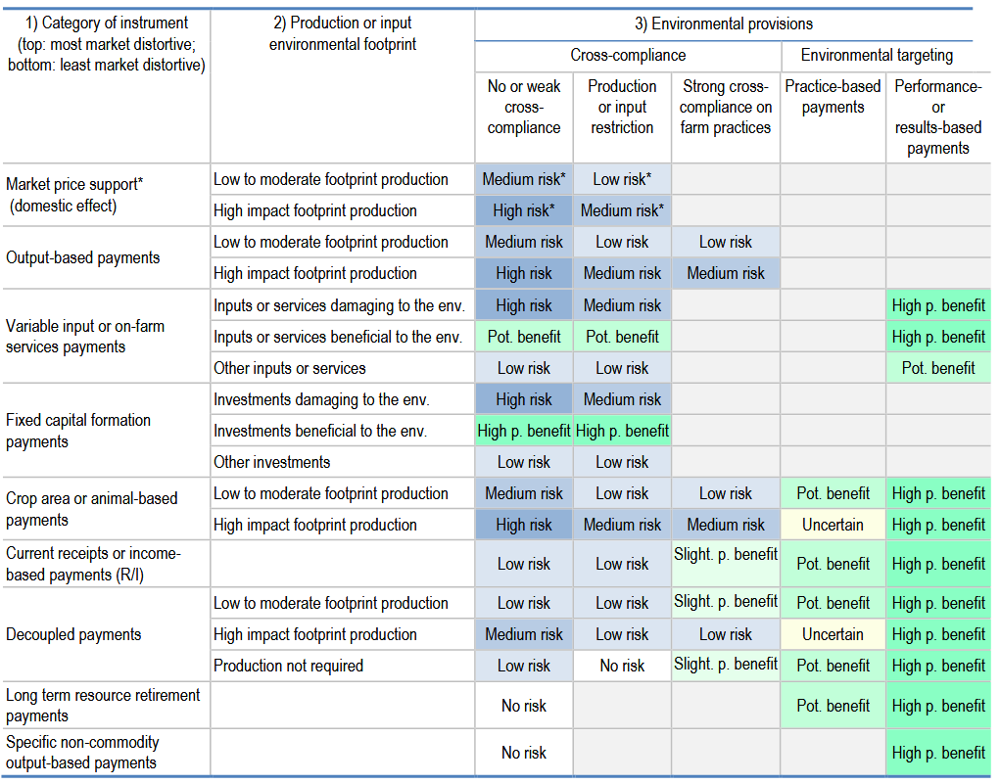 1) Category of instrument
(top: most market distortive;
bottom: least market distortive)
2) Production or input
environmental footprint
3) Environmental provisions
Cross-compliance
Environmental targeting
No or weak
cross-
compliance
Production
or input
restriction
Strong cross-
compliance on
farm practices
Practice-based
payments
Performance-
or
results-based
payments
Market price support*
(domestic effect)
Low to moderate footprint production
Medium risk*
Low risk*
High impact footprint production
High risk*
Medium risk*
Output-based payments
Low to moderate footprint production
Medium risk
Low risk
Low risk
High impact footprint production
High risk
Medium risk
Medium risk
Variable input or on-farm
services payments
Inputs or services damaging to the env.
High risk
Medium risk
High p. benefit
Inputs or services beneficial to the env.
Pot. benefit
Pot. benefit
High p. benefit
Other inputs or services
Low risk
Low risk
Pot. benefit
Fixed capital formation
payments
Investments damaging to the env.
High risk
Medium risk
Investments beneficial to the env.
High p. benefit
High p. benefit
Other investments
Low risk
Low risk
Crop area or animal-based
payments
Low to moderate footprint production
Medium risk
Low risk
Low risk
Pot. benefit
High p. benefit
High impact footprint production
High risk
Medium risk
Medium risk
Uncertain
High p. benefit
Current receipts or income-
based payments (R/I)
Low risk
Low risk
Slight. p. benefit
Pot. benefit
High p. benefit
Decoupled payments
Low to moderate footprint production
Low risk
Low risk
Slight. p. benefit
Pot. benefit
High p. benefit
High impact footprint production
Medium risk
Low risk
Low risk
Uncertain
High p. benefit
Production not required
Low risk
No risk
Slight. p. benefit
Pot. benefit
High p. benefit
Long term resource retirement
payments
No risk
Pot. benefit
High p. benefit
Specific non-commodity
output-based payments
No risk
High p. benefit